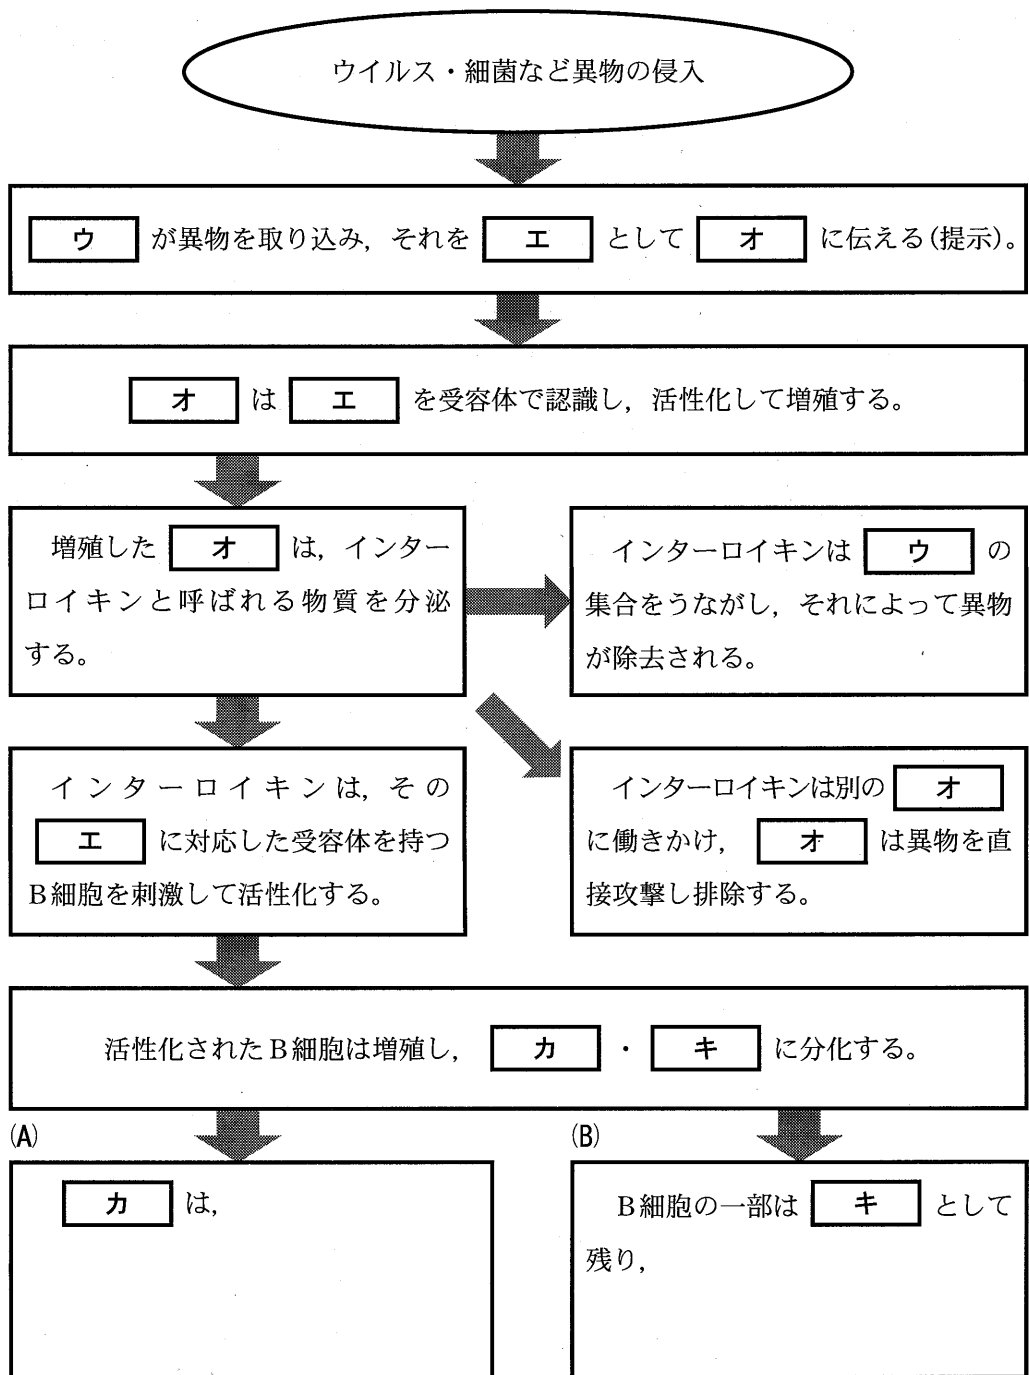 ウイルス・細菌など異物の侵入
ウ が異物を取り込み，それを エ として オ に伝える(提示)。
オ は エ を受容体で認識し，活性化して増殖する。
増殖した オ は，インター
ロイキンと呼ばれる物質を分泌
する。
インターロイキンは ウ の
集合をうながし，それによって異物
が除去される。
インターロイキンは，その
エ に対応した受容体を持つ
B細胞を刺激して活性化する。
インターロイキンは別の オ
に働きかけ， オ は異物を直
接攻撃し排除する。
活性化されたB細胞は増殖し， カ ・ キ に分化する。
(A)
カ は，
(B)
B細胞の一部は キ として
残り，